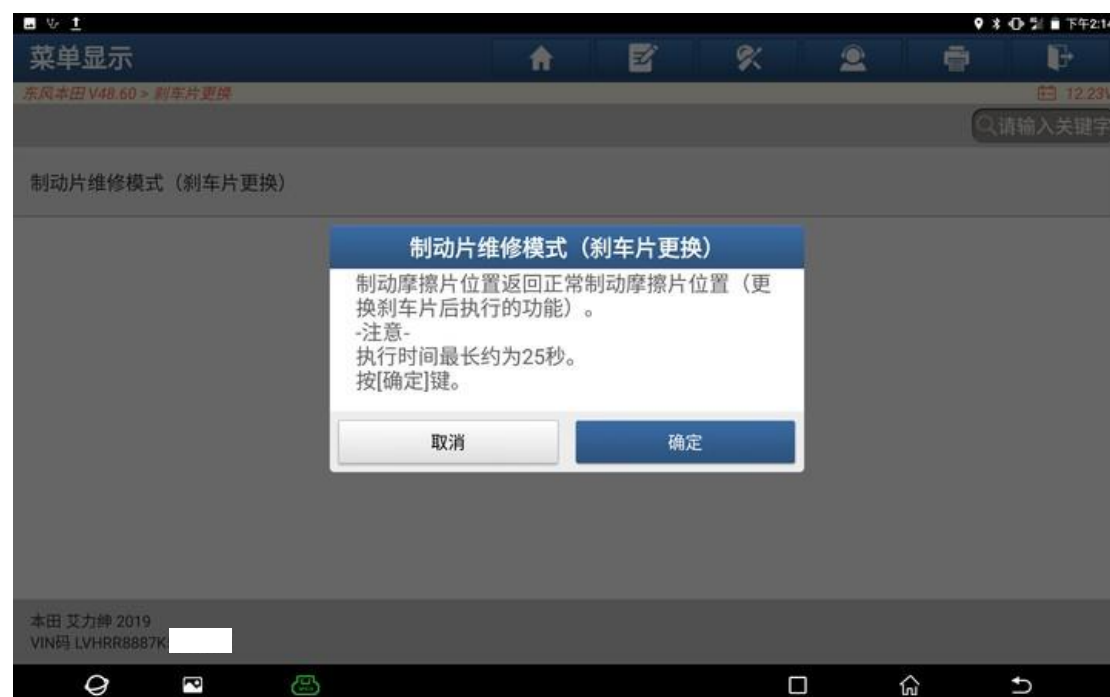 下午2:14
菜单显示
东风本田 V48.60 > 刹车片更换
12.23V
请输入关键字
制动片维修模式（刹车片更换）
制动片维修模式（刹车片更换）
制动摩擦片位置返回正常制动摩擦片位置（更
换刹车片后执行的功能）。
-注意-
执行时间最长约为25秒。
按[确定]键。
取消
确定
本田 艾力绅 2019
VIN码 LVHRR8887K